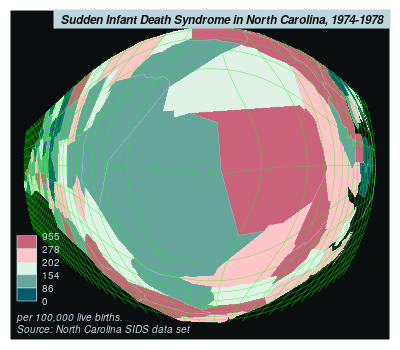 Sudden Infant Death Syndrome in North Carolina, 1974-1978
955
278
202
154
86
0
per 100,000 live births.
Source: North Carolina SIDS data set